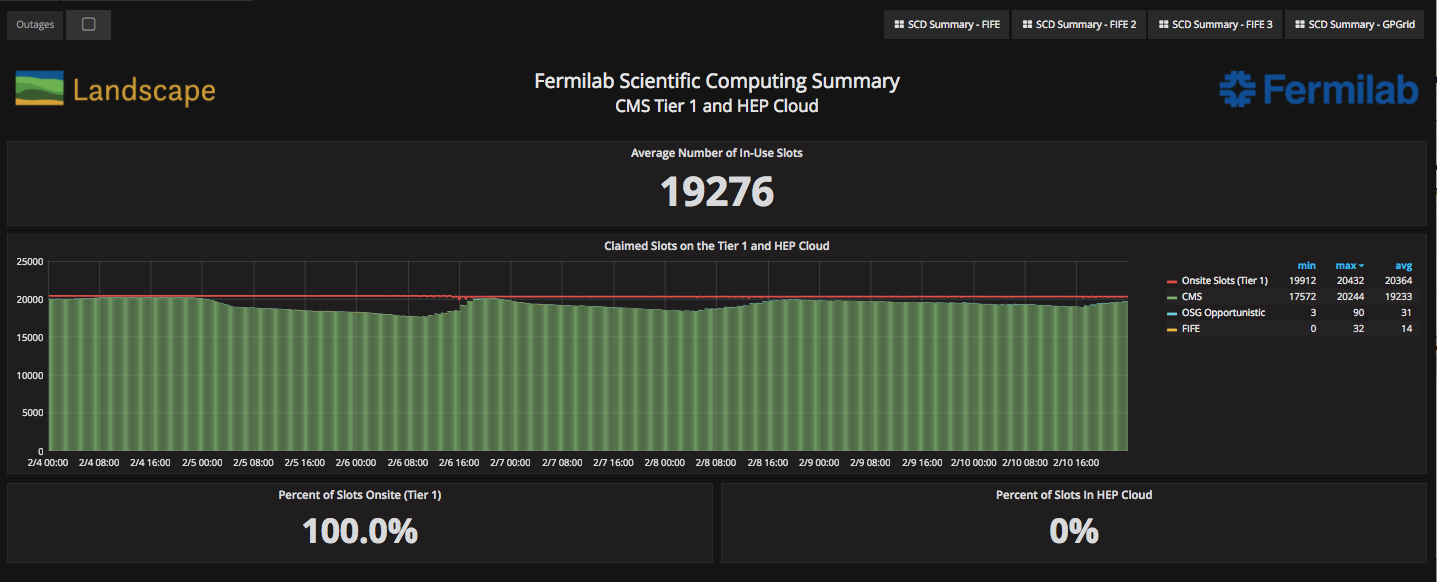 Outages
SCD Summary - FIFE SCD Summary - FIFE 2 SCD Summary - FIFE 3 SCD Summary - GPGrid
Landscape
Fermilab Scientific Computing Summary
CMS Tier 1 and HEP Cloud
Fermilab
Average Number of In-Use Slots
19276
Claimed Slots on the Tier 1 and HEP Cloud
25000
20000
15000
10000
5000
0
2/4 00:00 2/4 08:00 2/4 16:00 2/5 00:00 2/5 08:00 2/5 16:00 2/6 00:00 2/6 08:00 2/6 16:00 2/7 00:00 2/7 08:00 2/7 16:00 2/8 00:00 2/8 08:00 2/8 16:00 2/9 00:00 2/9 08:00 2/9 16:00 2/10 00:00 2/10 08:00 2/10 16:00
min max avg
Onsite Slots (Tier 1) 19912 20432 20364
CMS 17572 20244 19233
OSG Opportunistic 3 90 31
FIFE 0 32 14
Percent of Slots Onsite (Tier 1)
100.0%
Percent of Slots In HEP Cloud
0%